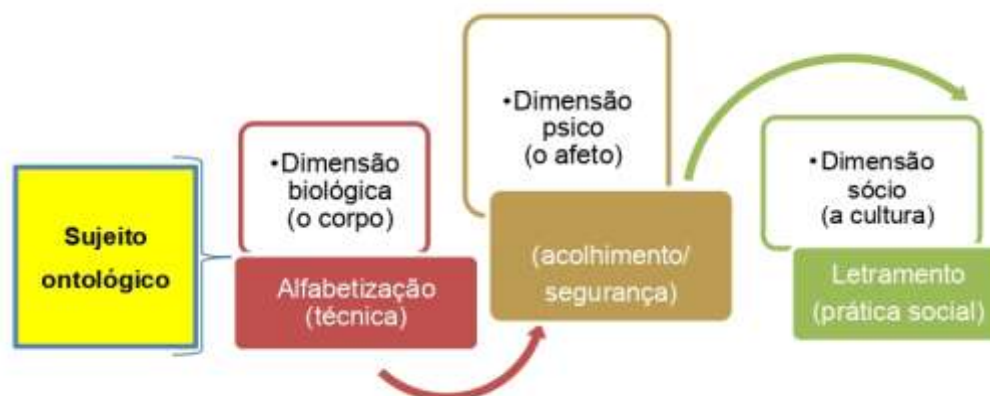 Sujeito
ontológico
•Dimensão
biológica
(o corpo)
Alfabetização
(técnica)
•Dimensão
psico
(o afeto)
(acolhimento/
segurança)
•Dimensão
sócio
(a cultura)
Letramento
(prática social)